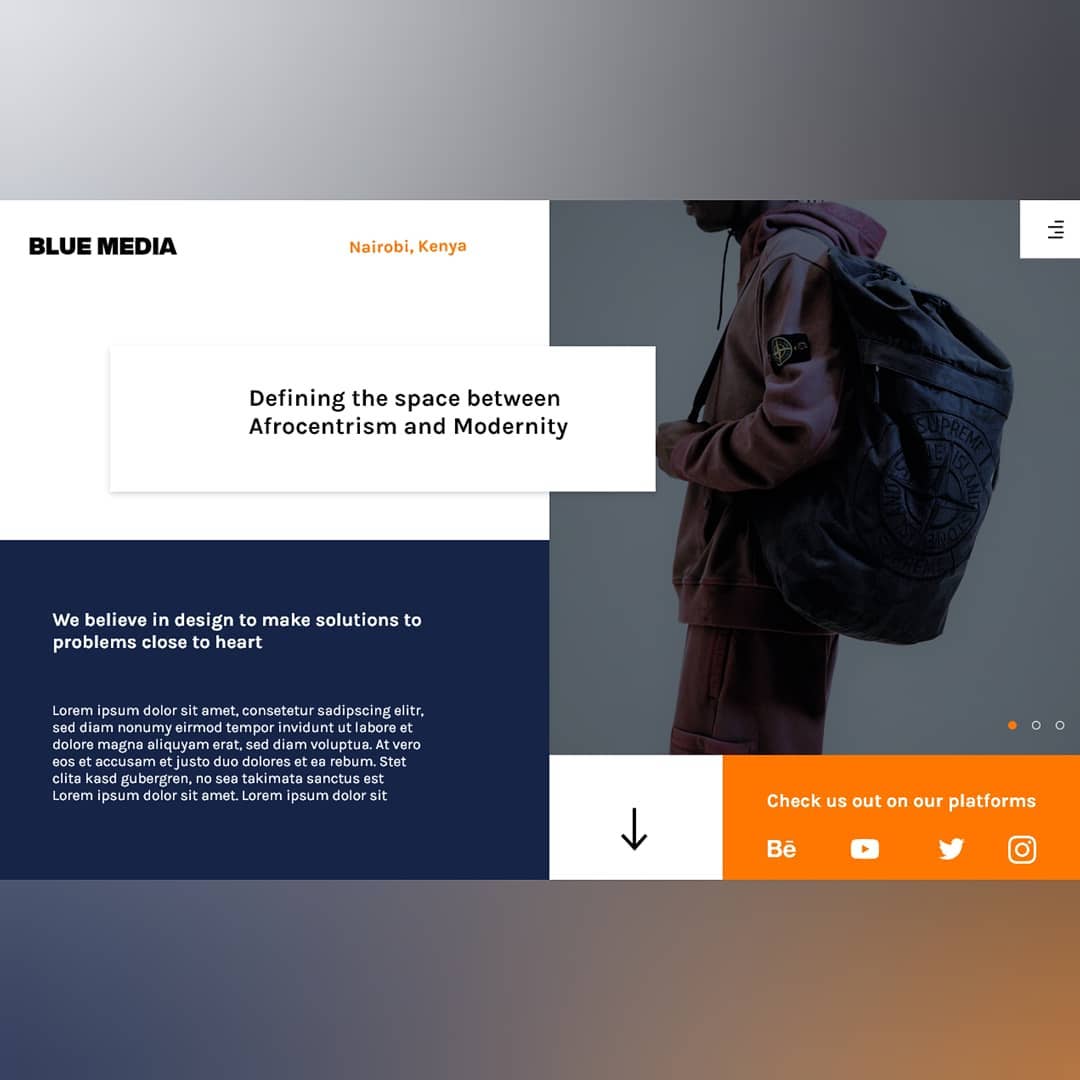 BLUE MEDIA
Nairobi, Kenya
Defining the space between
Afrocentrism and Modernity
SUPREME
STONE ISLAND
SUPREME
We believe in design to make solutions to
problems close to heart
Lorem ipsum dolor sit amet, consetetur sadipscing elitr,
sed diam nonumy eirmod tempor invidunt ut labore et
dolore magna aliquyam erat, sed diam voluptua. At vero
eos et accusam et justo duo dolores et ea rebum. Stet
clita kasd gubergren, no sea takimata sanctus est
Lorem ipsum dolor sit amet. Lorem ipsum dolor sit
Check us out on our platforms
Bē